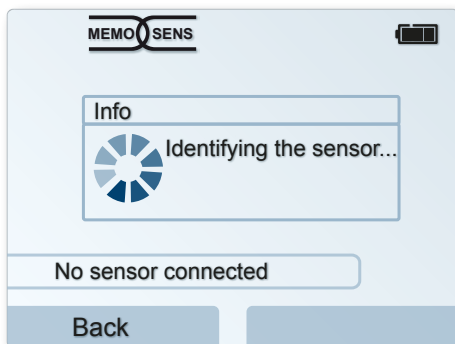 MEMO SENS
Info
Identifying the sensor...
No sensor connected
Back